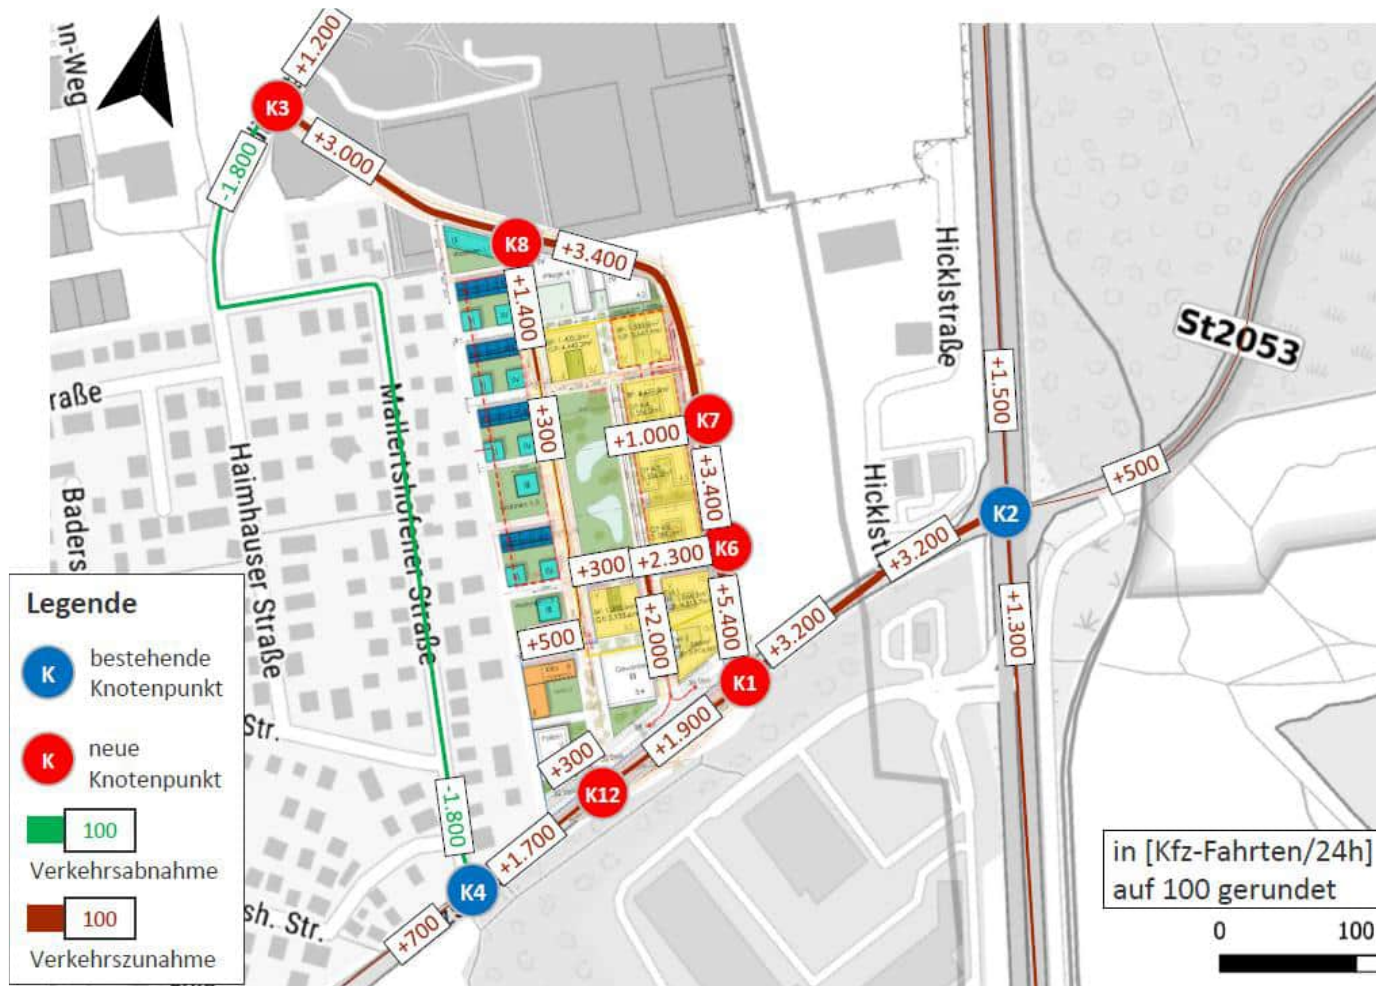 nn-Weg
+1.200
K3
-1.800
+3.000
K8
+3.400
+1.400
Hicklstraße
St2053
+1.500
raße
Mallertshofener Straße
+300
K7
+1.000
+3.400
Haimhauser Straße
Baders
Hicklst
+500
K2
+3.200
K6
+300
+2.300
+5.400
+500
+2.000
+3.200
+1.300
K1
+1.900
Str.
+300
K12
-1.800
+1.700
K4
sh. Str.
+700
Legende
K
bestehende
Knotenpunkt
K
neue
Knotenpunkt
100
Verkehrsabnahme
100
Verkehrszunahme
in [Kfz-Fahrten/24h]
auf 100 gerundet
0 100